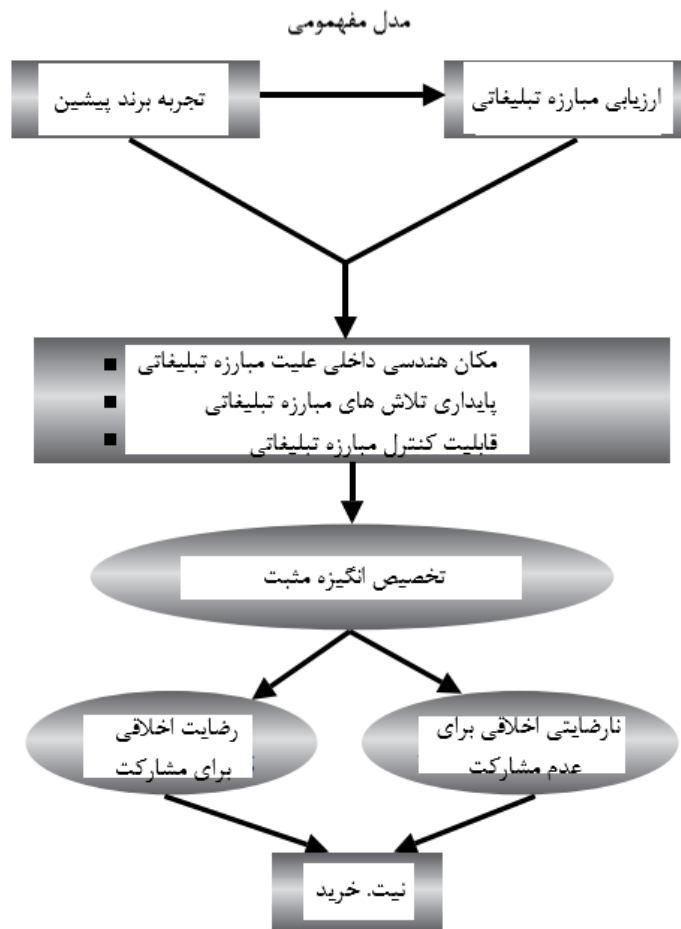 مدل مفهمومی
ارزیابی مبارزه تبلیغاتی
تجربه برند پیشین
مکان هندسی داخلی علیت مبارزه تبلیغاتی
پایداری تلاش های مبارزه تبلیغاتی
قابلیت کنترل مبارزه تبلیغاتی
تخصیص انگیزه مثبت
نارضایتی اخلاقی برای
عدم مشارکت
رضایت اخلاقی
برای مشارکت
نیت. خرید